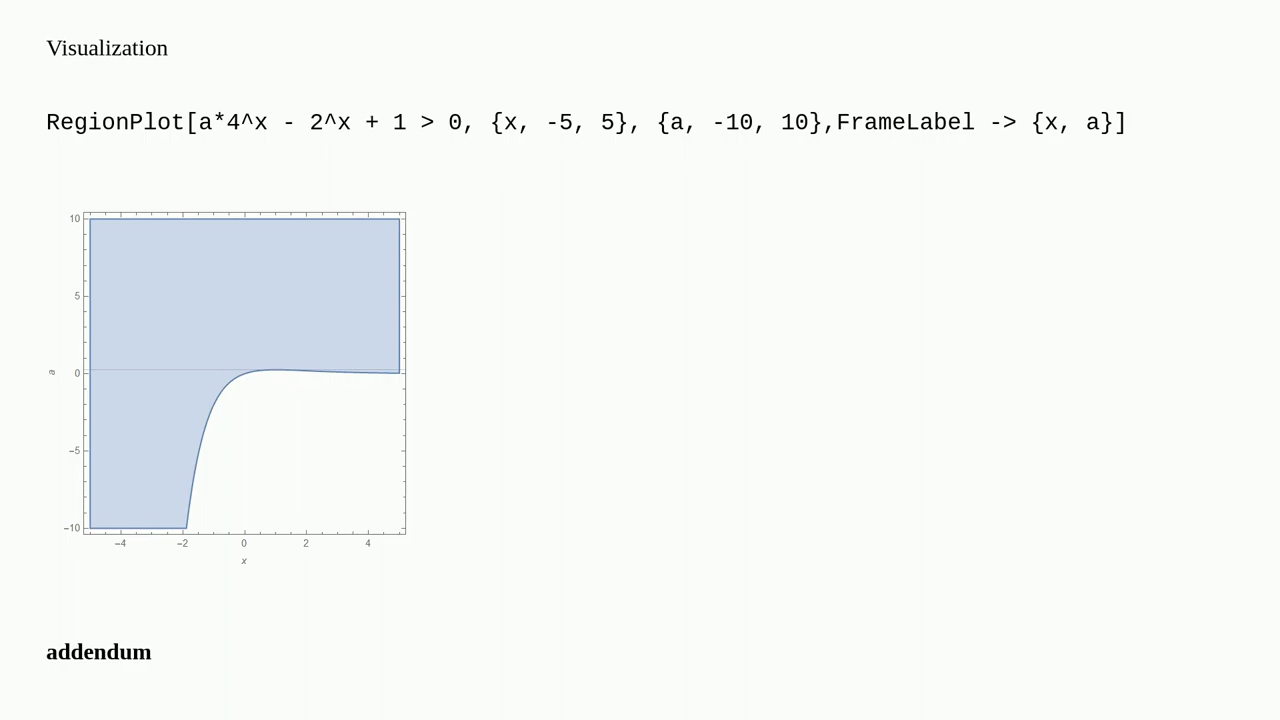 Visualization
RegionPlot[a*4^x - 2^x + 1 > 0, {x, -5, 5}, {a, -10, 10},FrameLabel -> {x, a}]
10
5
a
0
−5
−10
−4 −2 0 2 4
x
addendum